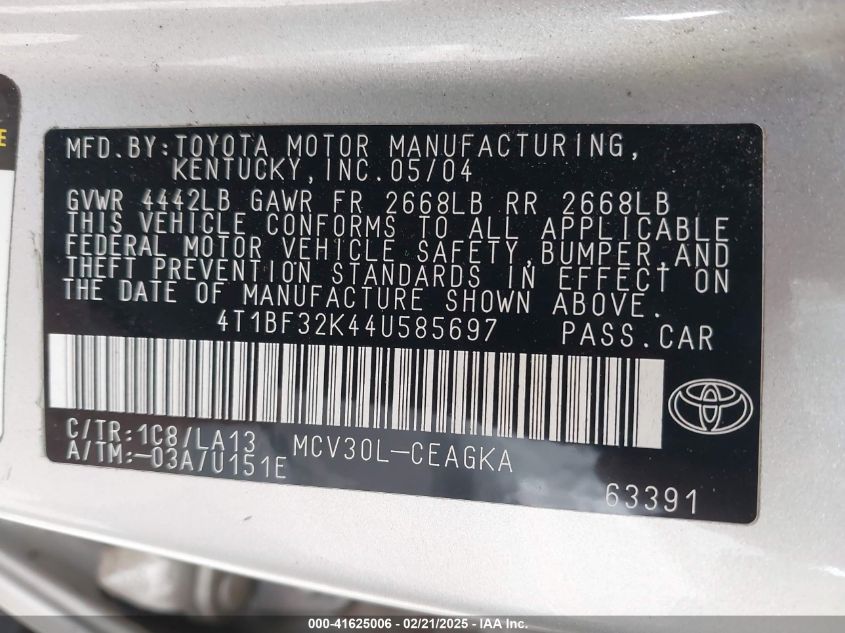 E
MFD.BY:TOYOTA MOTOR MANUFACTURING,
KENTUCKY,INC.05/04
GVWR 4442LB GAWR FR 2668LB RR 2668LB
THIS VEHICLE CONFORMS TO ALL APPLICABLE
FEDERAL MOTOR VEHICLE SAFETY,BUMPER,AND
THEFT PREVENTION STANDARDS IN EFFECT ON
THE DATE OF MANUFACTURE SHOWN ABOVE.
4T1BF32K44U585697 PASS.CAR
C/TR:1C8/LA13 MCV30L-CEAGKA
A/TM:-03A/U151E
63391
000-41625006 - 02/21/2025 - IAAI Inc.